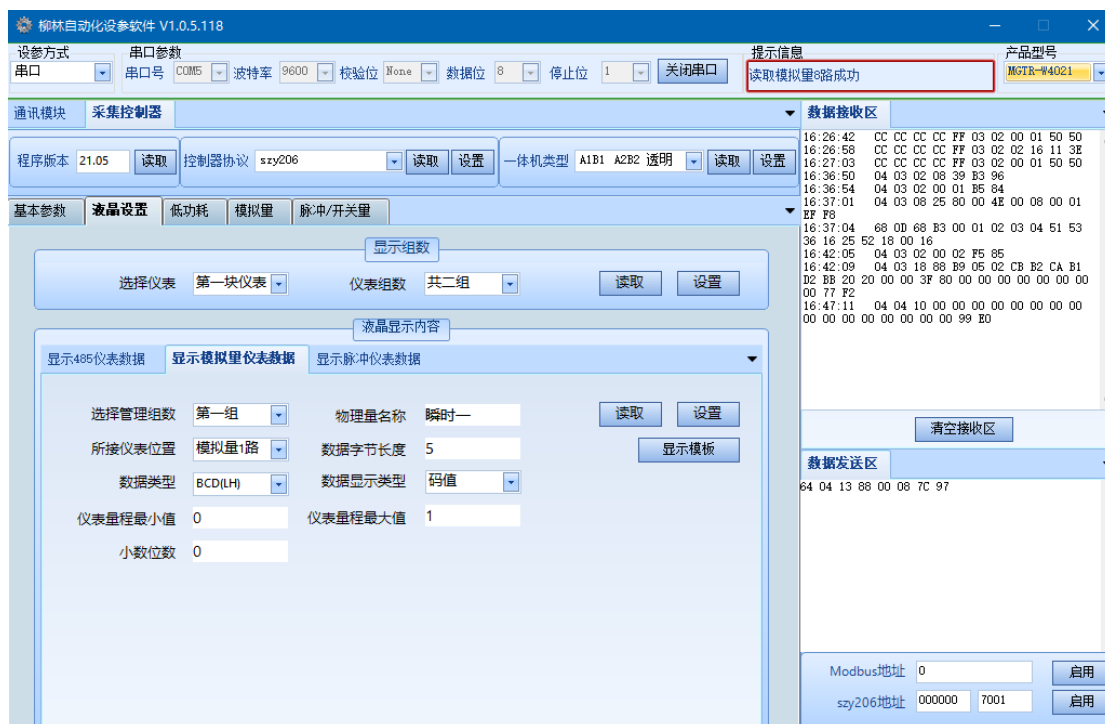 柳林自动化设参软件 V1.0.5.118
设参方式 串口参数 提示信息 产品型号
串口 串口号 COM5 波特率 9600 校验位 None 数据位 8 停止位 1 关闭串口 读取模拟量8路成功 MGTR-W4021
通讯模块 采集控制器
程序版本 21.05 读取 控制器协议 szy206 读取 设置 一体机类型 A1B1 A2B2 透明 读取 设置
基本参数 液晶设置 低功耗 模拟量 脉冲/开关量
显示组数
选择仪表 第一块仪表 仪表组数 共二组 读取 设置
液晶显示内容
显示485仪表数据 显示模拟量仪表数据 显示脉冲仪表数据
选择管理组数 第一组 物理量名称 瞬时一 读取 设置
所接仪表位置 模拟量1路 数据字节长度 5 显示模板
数据类型 BCD(LH) 数据显示类型 码值
仪表量程最小值 0 仪表量程最大值 1
小数位数 0
数据接收区
16:26:42 CC CC CC CC FF 03 02 00 01 50 50
16:26:58 CC CC CC CC FF 03 02 02 16 11 3E
16:27:03 CC CC CC CC FF 03 02 00 01 50 50
16:36:50 04 03 02 08 39 B3 96
16:36:54 04 03 02 00 01 B5 84
16:37:01 04 03 08 25 80 00 4E 00 08 00 01
EF F8
16:37:04 68 0D 68 B3 00 01 02 03 04 51 53
36 16 25 52 18 00 16
16:42:05 04 03 02 00 02 F5 85
16:42:09 04 03 18 88 B9 05 02 CB B2 CA B1
D2 BB 20 20 00 00 3F 80 00 00 00 00 00 00 00
00 77 F2
16:47:11 04 04 10 00 00 00 00 00 00 00 00
00 00 00 00 00 00 00 00 99 E0
清空接收区
数据发送区
64 04 13 88 00 08 7C 97
Modbus地址 0 启用
szy206地址 000000 7001 启用